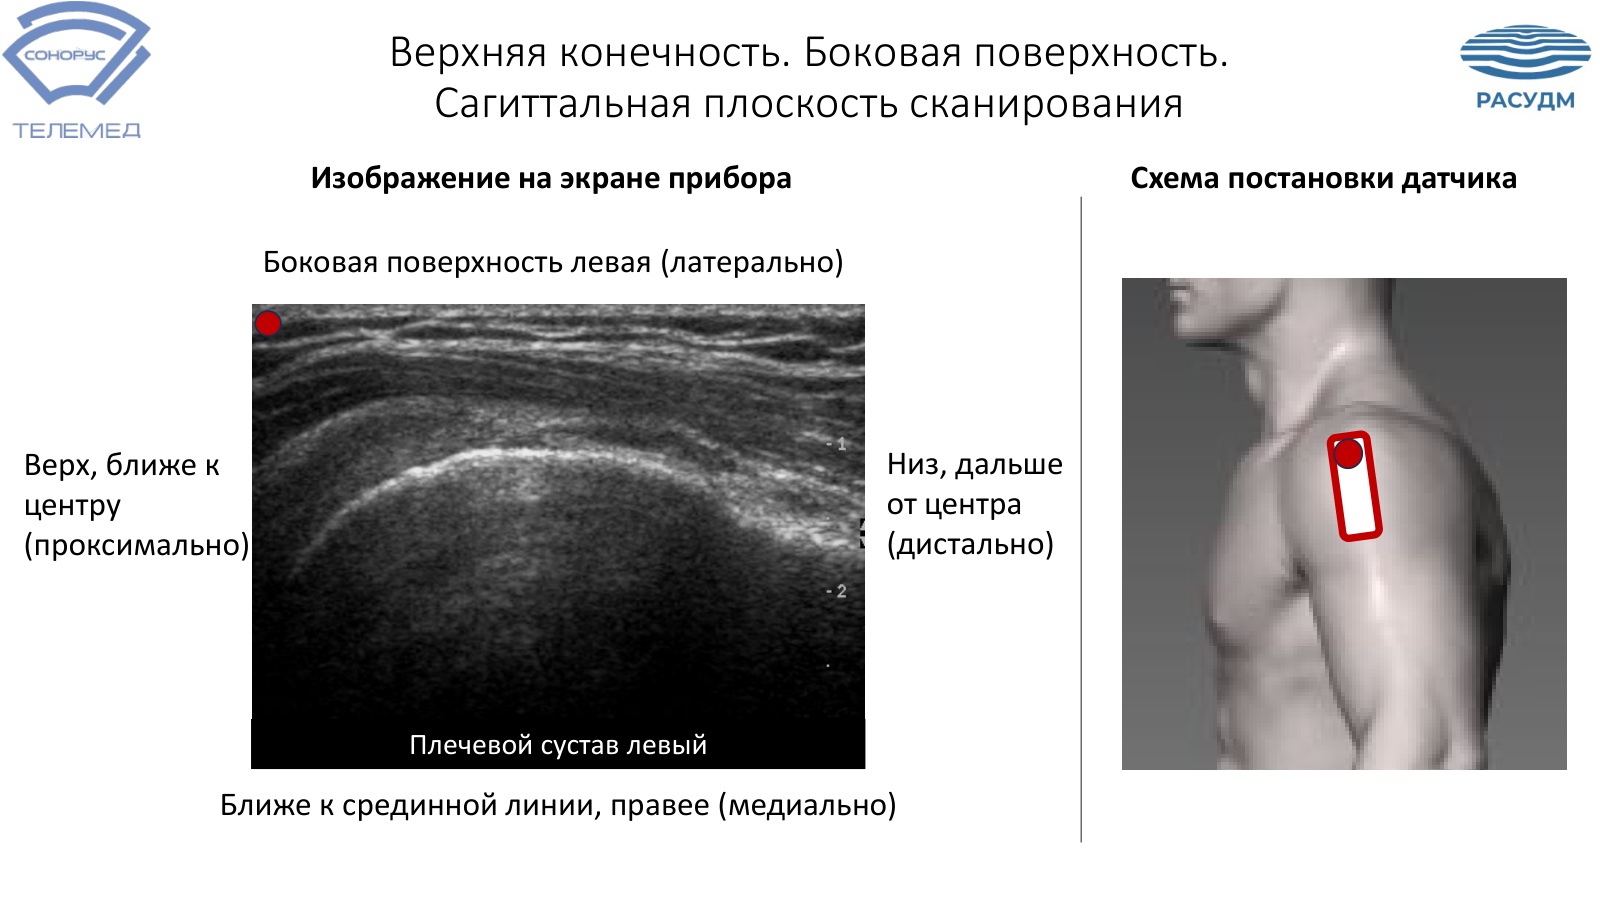 СОНОРУС
ТЕЛЕМЕД
Верхняя конечность. Боковая поверхность.
Сагиттальная плоскость сканирования
РАСУДМ
Изображение на экране прибора
Схема постановки датчика
Боковая поверхность левая (латерально)
Верх, ближе к
центру
(проксимально)
- 1
- 2
Низ, дальше
от центра
(дистально)
Плечевой сустав левый
Ближе к срединной линии, правее (медиально)